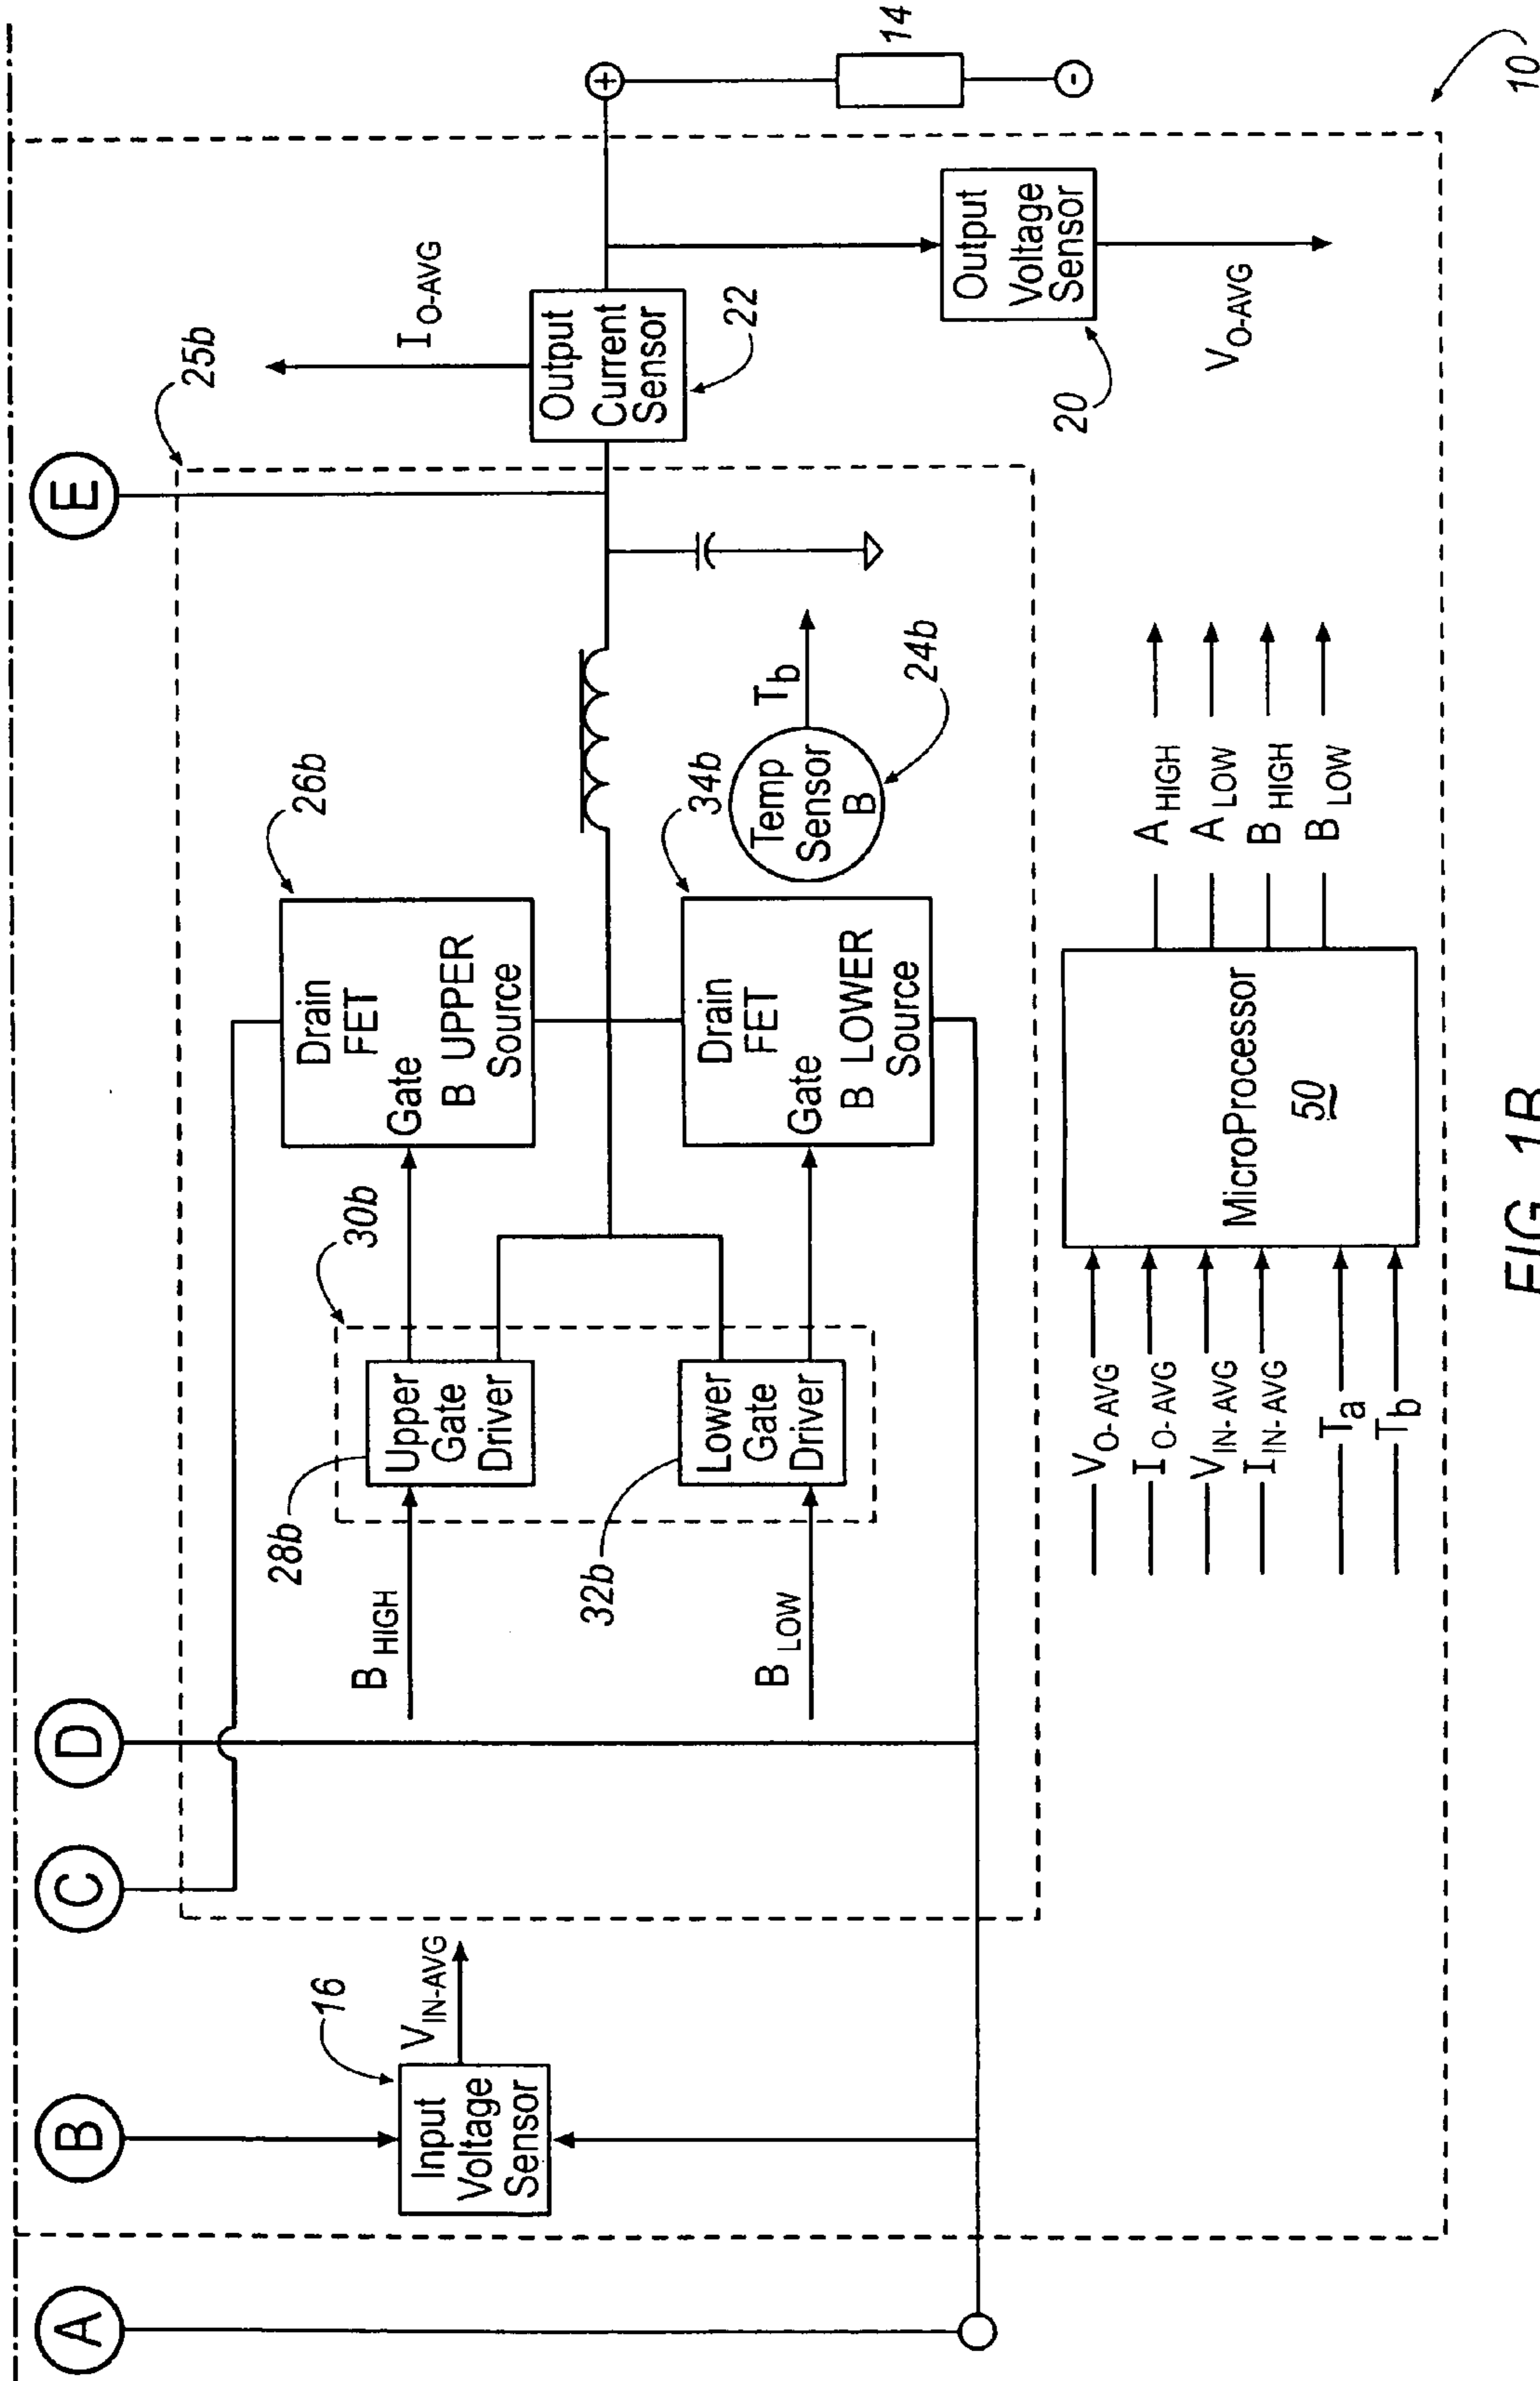 A
B
C
D
E
25b
16
Input
Voltage
Sensor
V IN-AVG
28b
30b
26b
B HIGH
Upper
Gate
Driver
Drain
FET
Gate
B UPPER
Source
32b
34b
B LOW
Lower
Gate
Driver
Drain
FET
Gate
B LOWER
Source
Temp
Sensor
B
T b
24b
I O-AVG
Output
Current
Sensor
22
+
14
-
Output
Voltage
Sensor
20
V O-AVG
V O-AVG
I O-AVG
V IN-AVG
I IN-AVG
T a
T b
MicroProcessor
50
A HIGH
A LOW
B HIGH
B LOW
10
FIG. 1B